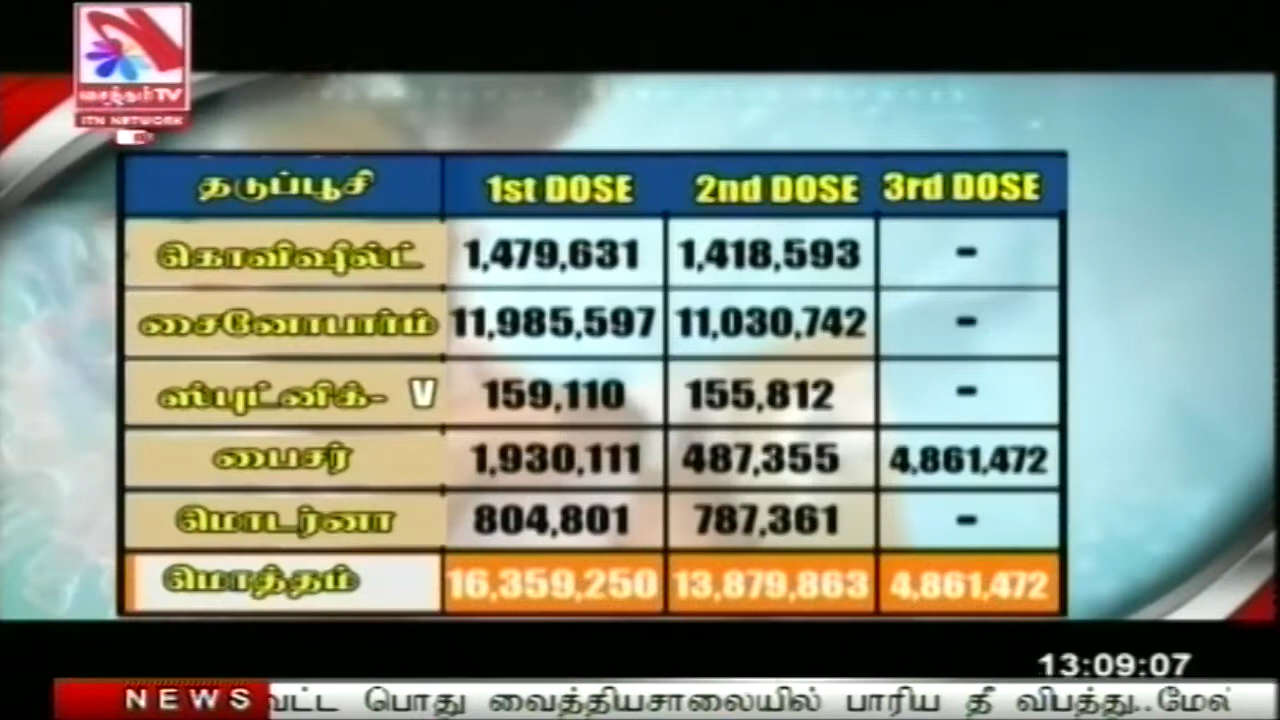 வசந்தம்TV
ITN NETWORK
தடுப்பூசி 1st DOSE 2nd DOSE 3rd DOSE
கொவிஷில்ட் 1,479,631 1,418,593 -
சைனோபார்ம் 11,985,597 11,030,742 -
ஸ்புட்னிக்- V 159,110 155,812 -
பைசர் 1,930,111 487,355 4,861,472
மொடர்னா 804,801 787,361 -
மொத்தம் 16,359,250 13,879,863 4,861,472
13:09:07
NEWS வட்ட பொது வைத்தியசாலையில் பாரிய தீ விபத்து..மேல்